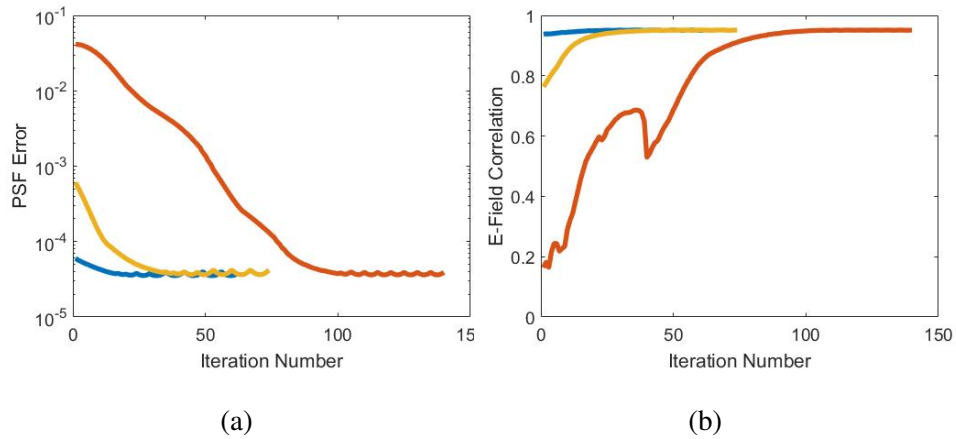 10^-1
10^-2
10^-3
10^-4
10^-5
PSF Error
0 50 100 15
Iteration Number
(a)
1
0.8
0.6
0.4
0.2
0
E-Field Correlation
0 50 100 150
Iteration Number
(b)